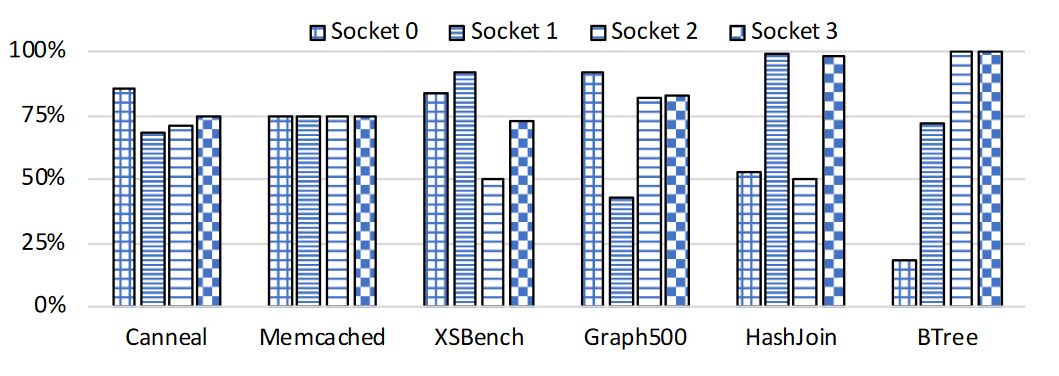 Socket 0 Socket 1 Socket 2 Socket 3
100%
75%
50%
25%
0%
Canneal Memcached XSBench Graph500 HashJoin BTree